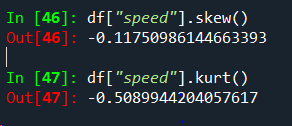 In [46]: df["speed"].skew()
Out[46]: -0.11750986144663393
In [47]: df["speed"].kurt()
Out[47]: -0.5089944204057617